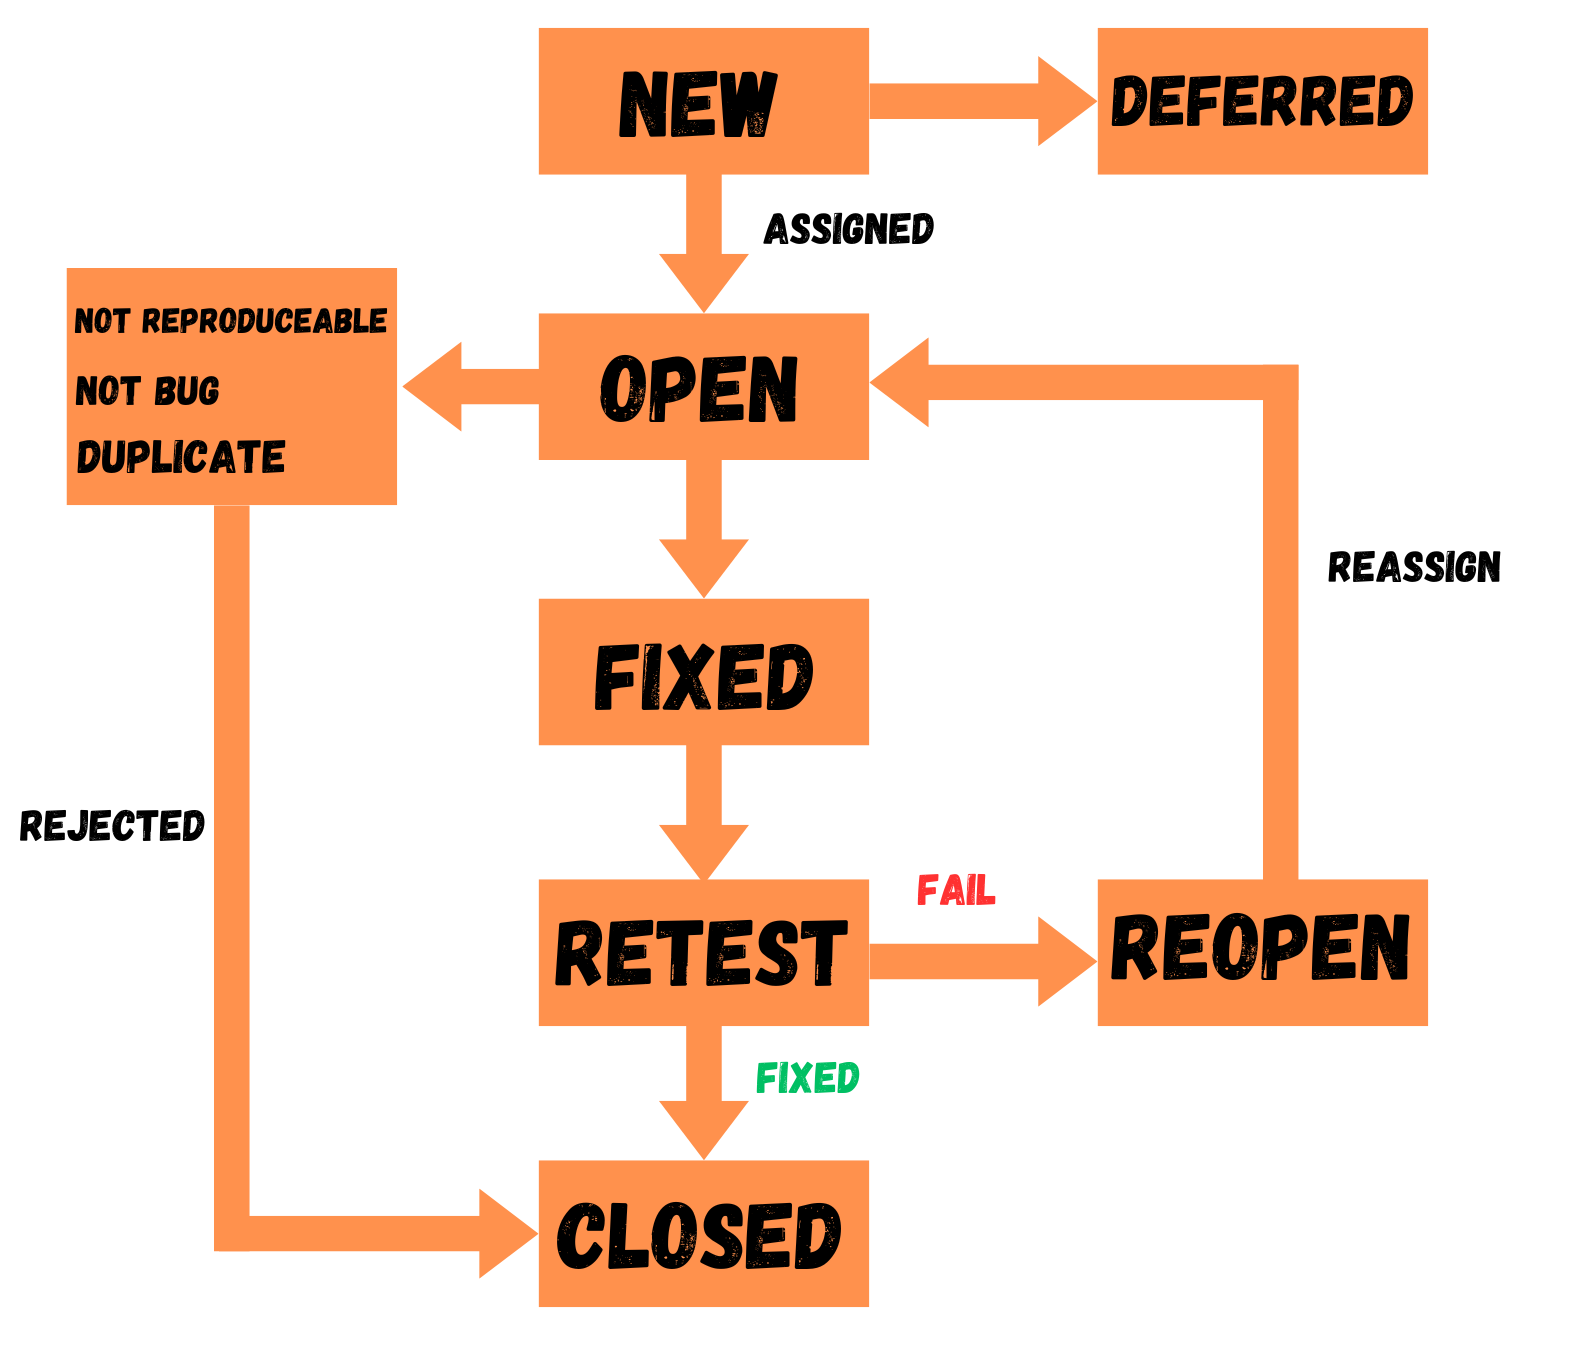 NEW
DEFERRED
ASSIGNED
NOT REPRODUCEABLE
NOT BUG
DUPLICATE
OPEN
REASSIGN
FIXED
REJECTED
FAIL
RETEST
REOPEN
FIXED
CLOSED